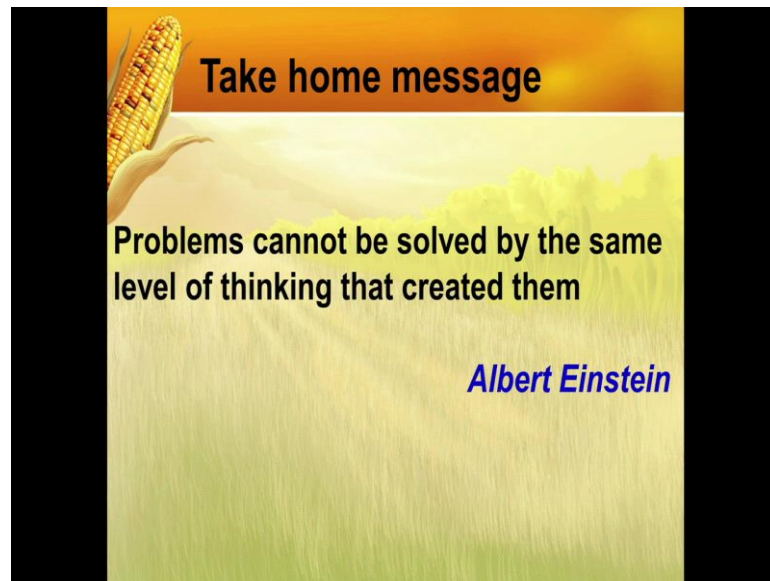 Take home message
Problems cannot be solved by the same
level of thinking that created them
Albert Einstein